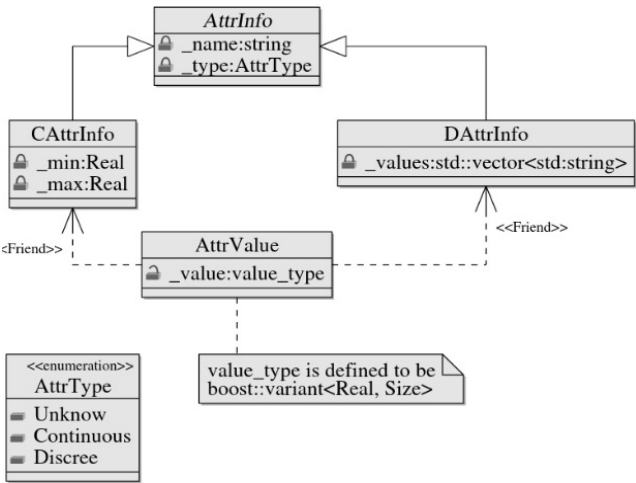 AttrInfo
_name:string
_type:AttrType
CAttrInfo
_min:Real
_max:Real
DAttrInfo
_values:std::vector<std:string>
<Friend>>
<<Friend>>
AttrValue
_value:value_type
value_type is defined to be
boost::variant<Real, Size>
<<enumeration>>
AttrType
Unknow
Continuous
Discree